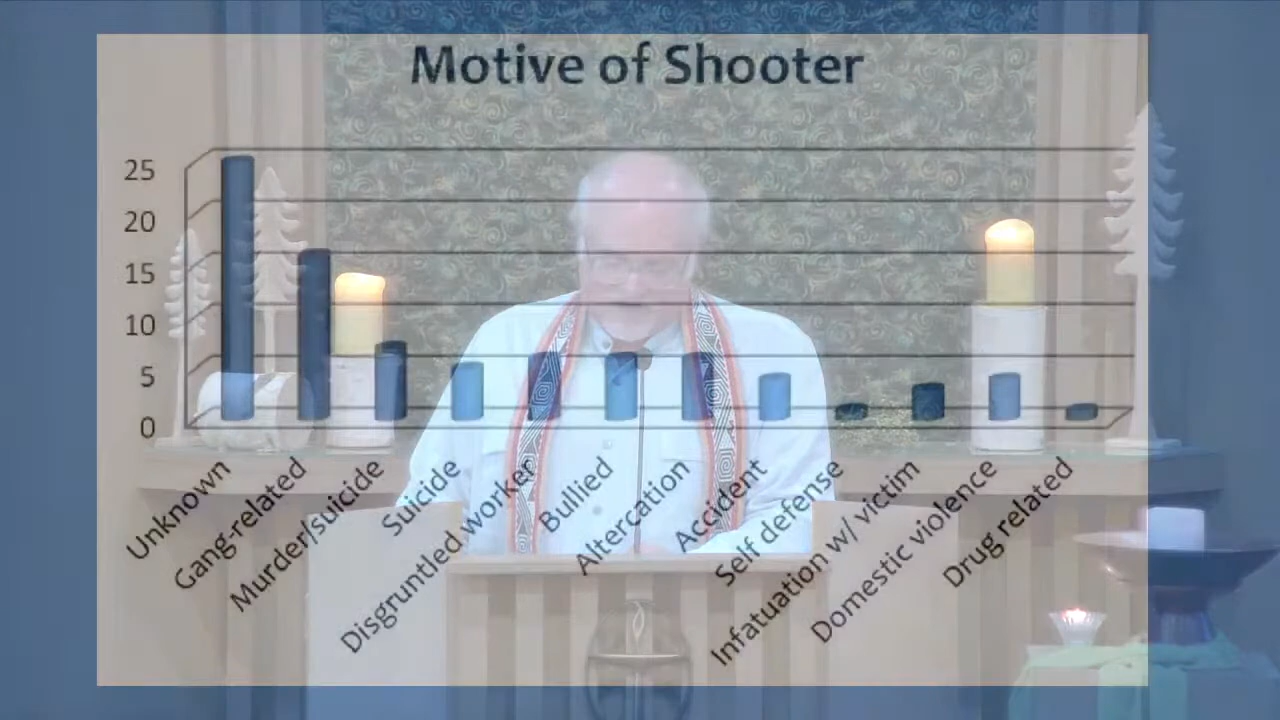 Motive of Shooter
25
20
15
10
5
0
Unknown
Gang-related
Murder/suicide
Suicide
Disgruntled worker
Bullied
Altercation
Accident
Self defense
Infatuation w/ victim
Domestic violence
Drug related